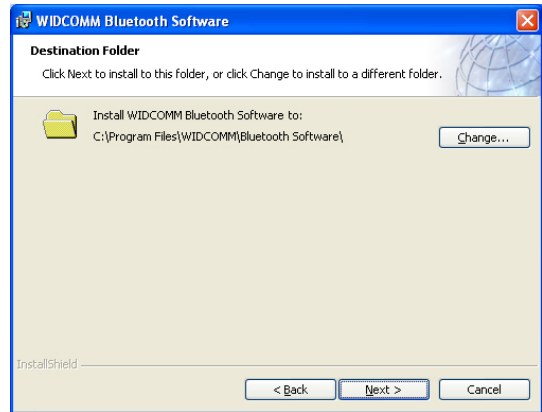 WIDCOMM Bluetooth Software
Destination Folder
Click Next to install to this folder, or click Change to install to a different folder.
Install WIDCOMM Bluetooth Software to:
C:\Program Files\WIDCOMM\Bluetooth Software\
Change...
InstallShield
< Back
Next >
Cancel